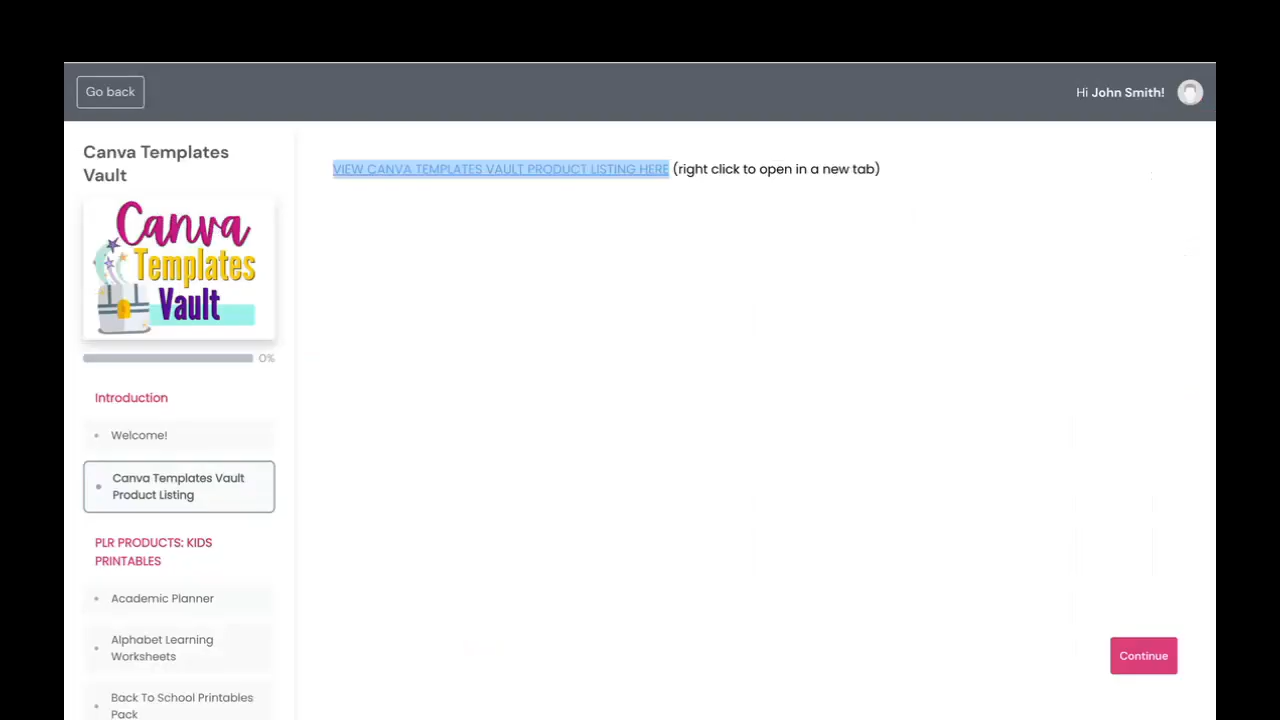 Go back
Hi John Smith!
Canva Templates
Vault
Canva
Templates
Vault
0%
Introduction
Welcome!
Canva Templates Vault
Product Listing
PLR PRODUCTS: KIDS
PRINTABLES
Academic Planner
Alphabet Learning
Worksheets
Back To School Printables
Pack
VIEW CANVA TEMPLATES VAULT PRODUCT LISTING HERE (right click to open in a new tab)
Continue